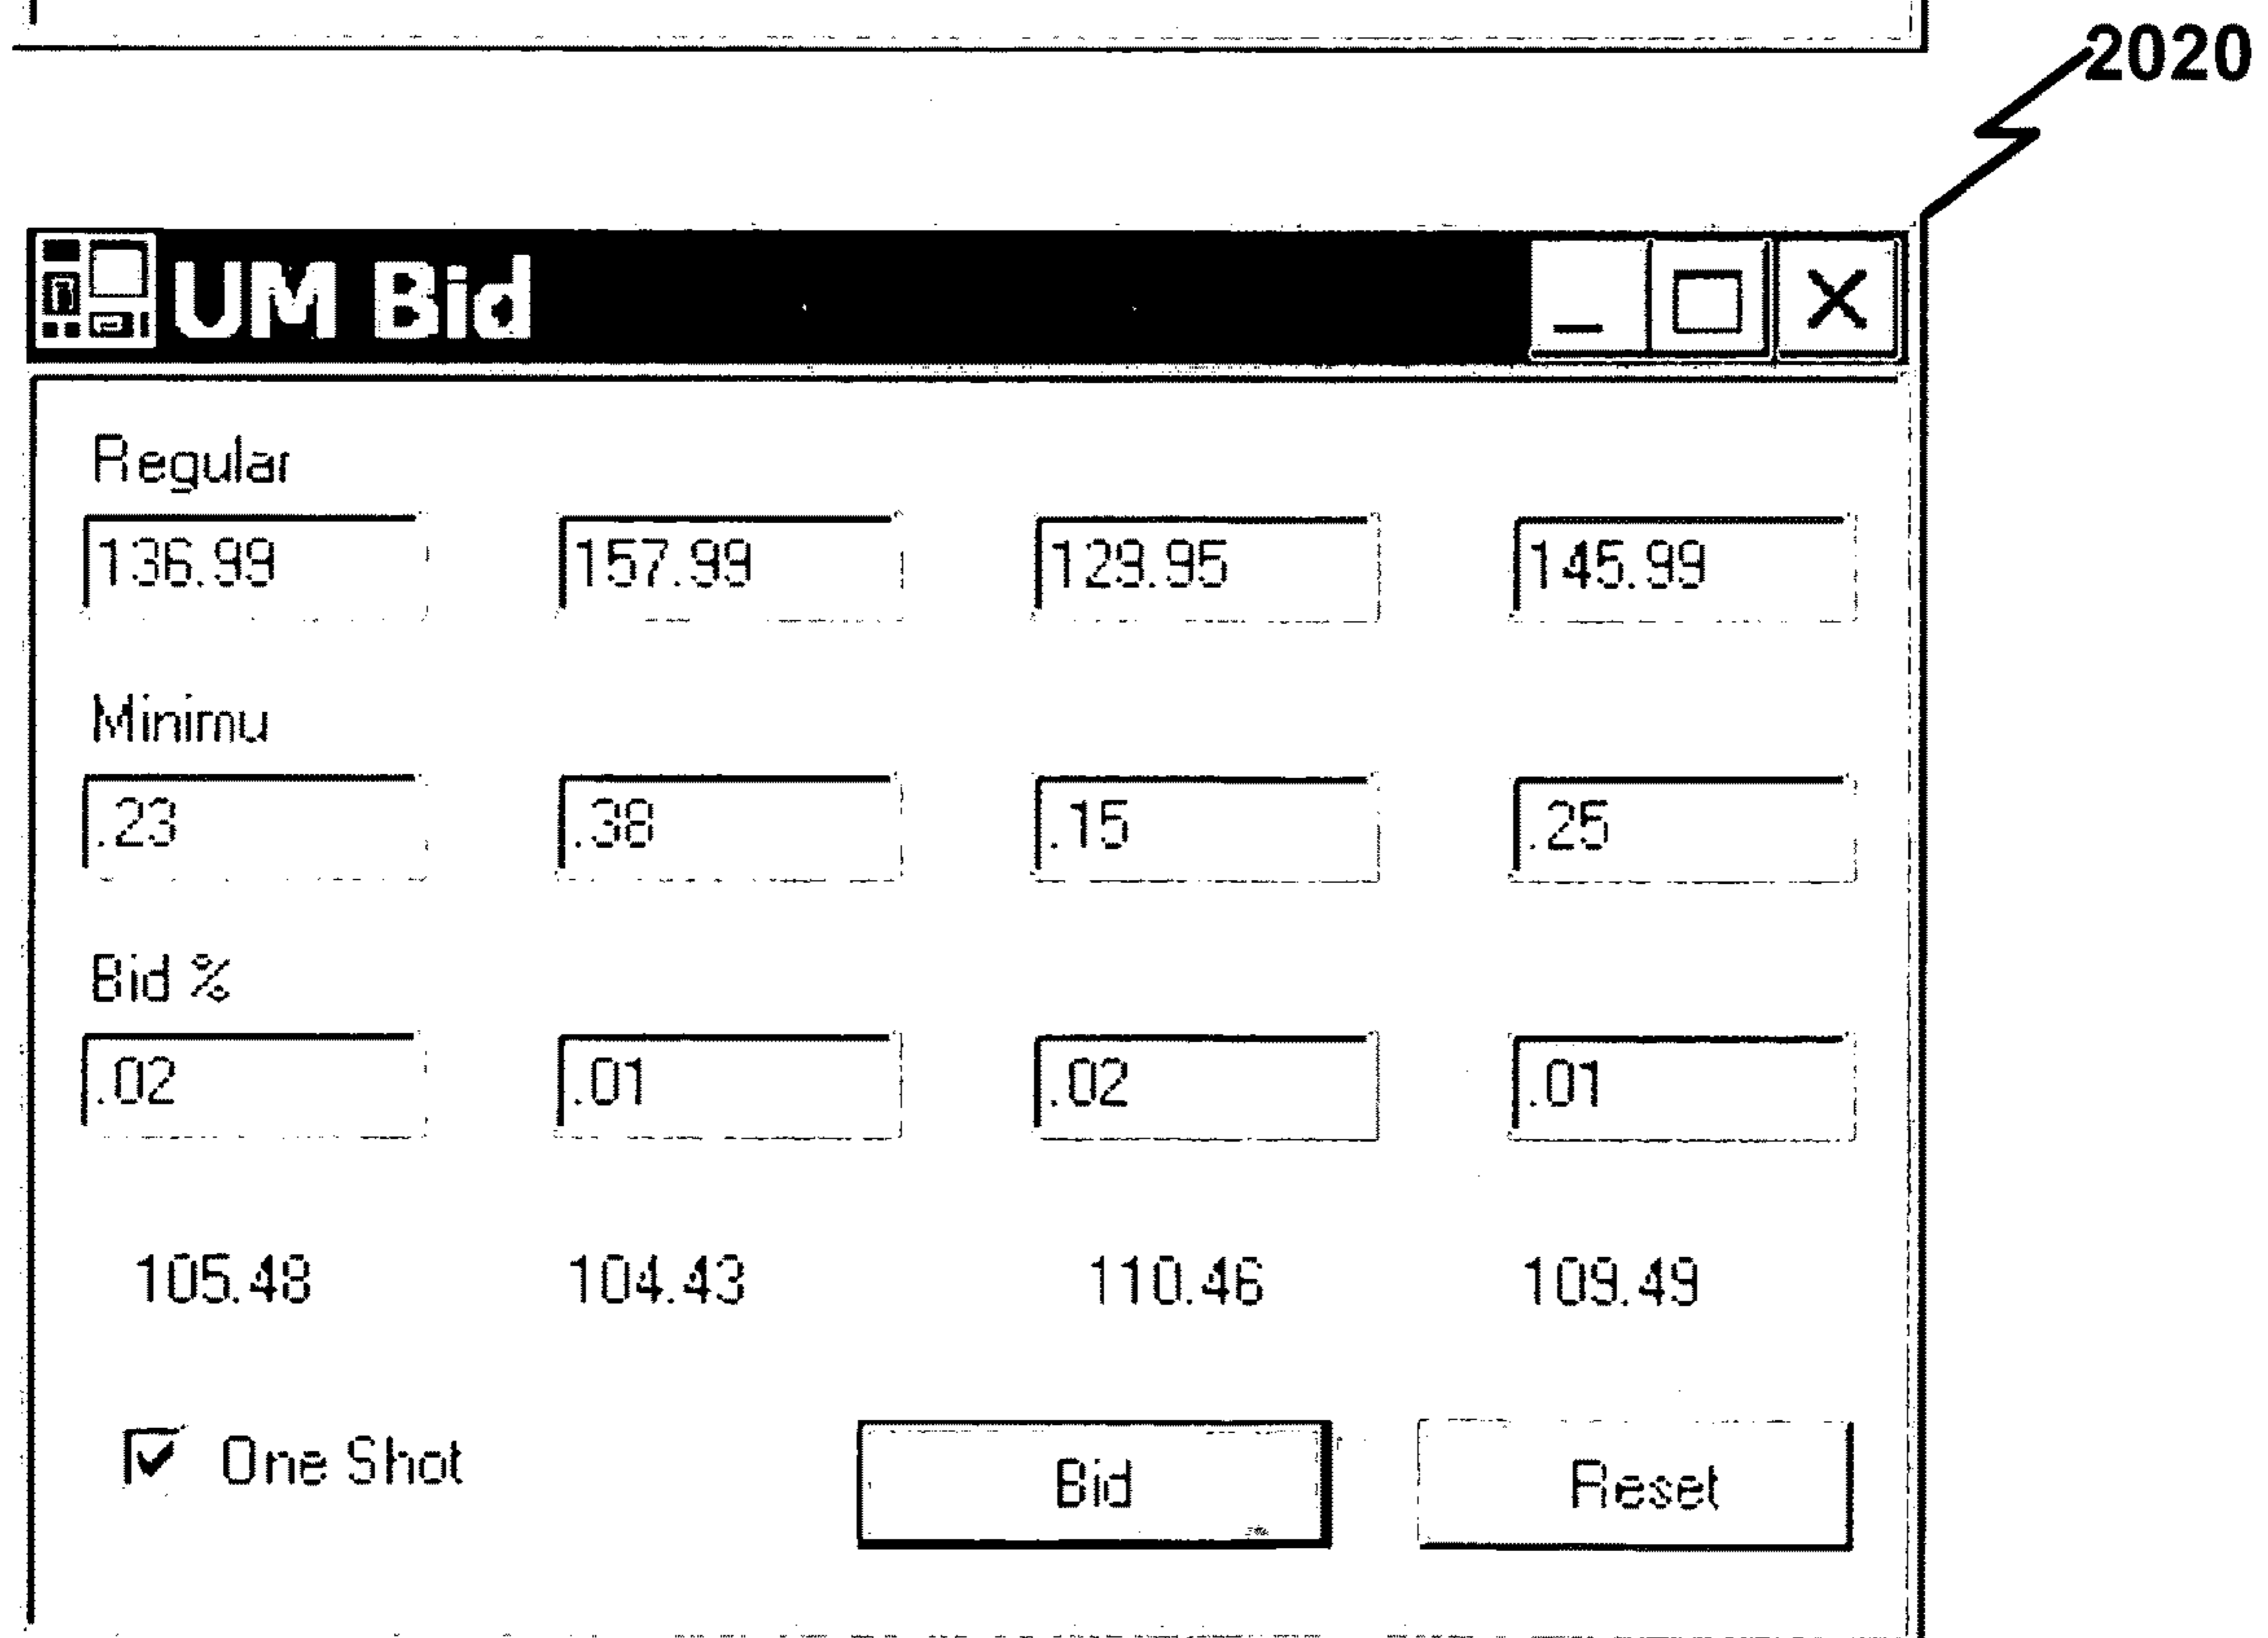 2020
UM Bid
Regular
136.99 157.99 129.95 145.99
Minimu
.23 .38 .15 .25
Bid %
.02 .01 .02 .01
105.48 104.43 110.46 109.49
One Shot Bid Reset